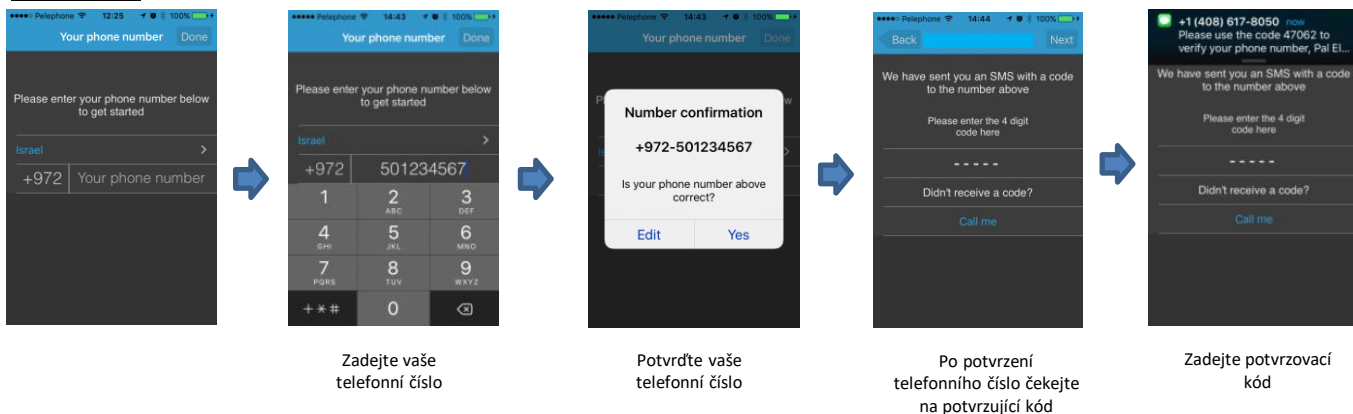 Pelephone 12:25 100%
Your phone number Done
Please enter your phone number below
to get started
Israel
+972 Your phone number
Pelephone 14:43 100%
Your phone number Done
Please enter your phone number below
to get started
Israel
+972 501234567
1 2 3
ABC DEF
4 5 6
GHI JKL MNO
7 8 9
PQRS TUV WXYZ
+*# 0
Zadejte vaše
telefonní číslo
Pelephone 14:43 100%
Your phone number Done
Number confirmation
+972-501234567
Is your phone number above
correct?
Edit Yes
Potvrďte vaše
telefonní číslo
Pelephone 14:44 100%
Back Next
We have sent you an SMS with a code
to the number above
Please enter the 4 digit
code here
-----
Didn't receive a code?
Call me
Po potvrzení
telefonního číslo čekejte
na potvrzující kód
+1 (408) 617-8050 now
Please use the code 47062 to
verify your phone number, Pal El...
We have sent you an SMS with a code
to the number above
Please enter the 4 digit
code here
-----
Didn't receive a code?
Call me
Zadejte potvrzovací
kód